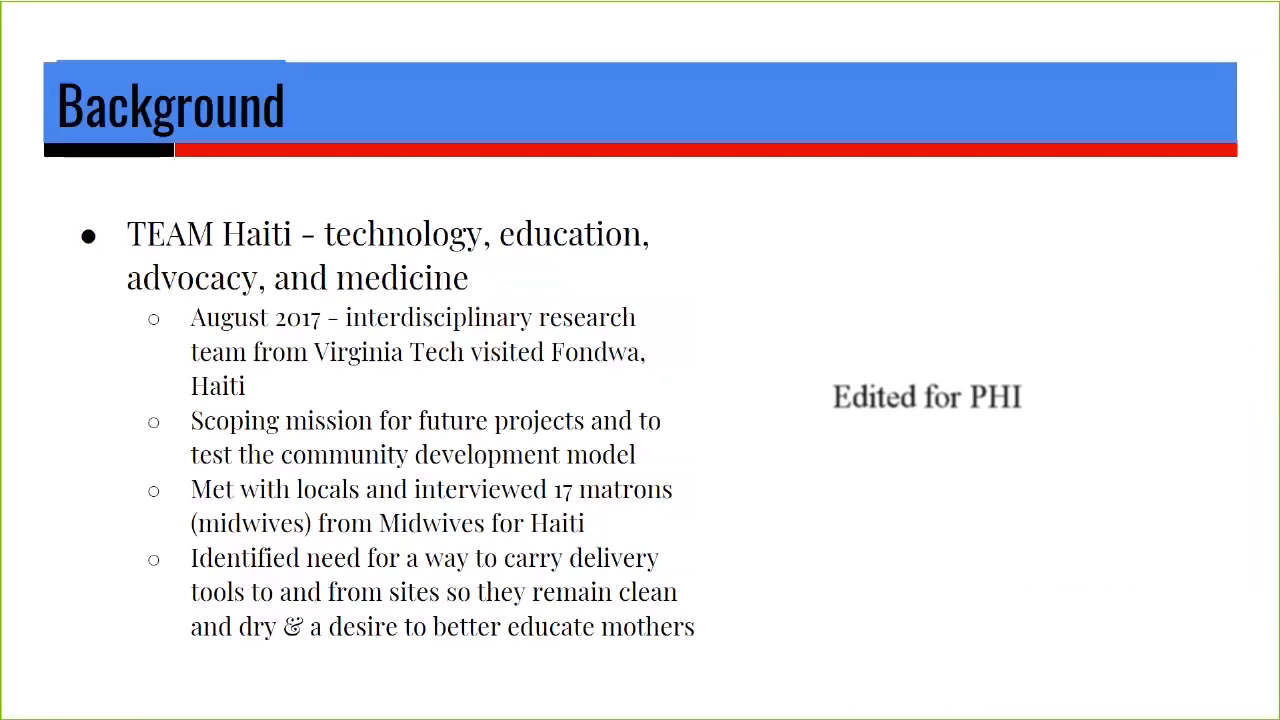 Background
● TEAM Haiti - technology, education,
advocacy, and medicine
○ August 2017 - interdisciplinary research
team from Virginia Tech visited Fondwa,
Haiti
○ Scoping mission for future projects and to
test the community development model
○ Met with locals and interviewed 17 matrons
(midwives) from Midwives for Haiti
○ Identified need for a way to carry delivery
tools to and from sites so they remain clean
and dry & a desire to better educate mothers
Edited for PHI